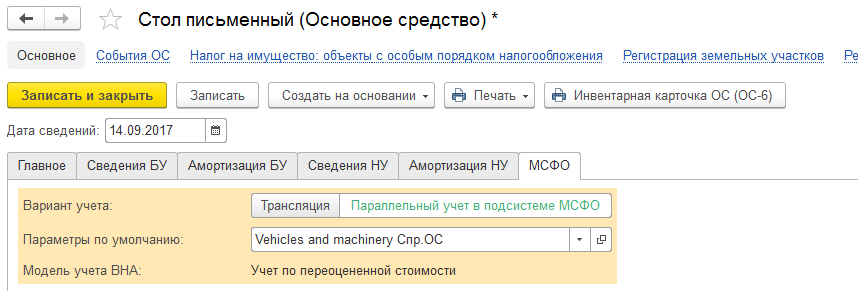 Стол письменный (Основное средство) *
Основное События ОС Налог на имущество: объекты с особым порядком налогообложения Регистрация земельных участков Ре
Записать и закрыть Записать Создать на основании Печать Инвентарная карточка ОС (ОС-6)
Дата сведений: 14.09.2017
Главное Сведения БУ Амортизация БУ Сведения НУ Амортизация НУ МСФО
Вариант учета: Трансляция Параллельный учет в подсистеме МСФО
Параметры по умолчанию: Vehicles and machinery Спр.ОС
Модель учета ВНА: Учет по переоцененной стоимости